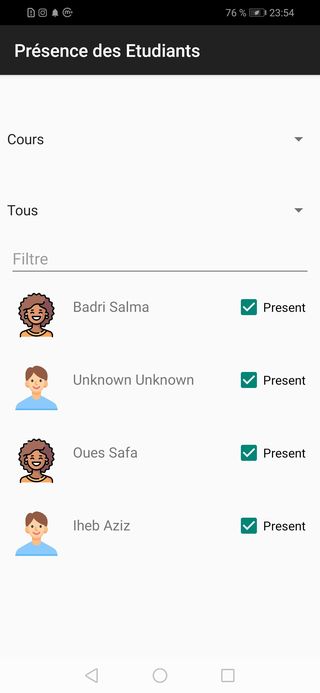 76 % 23:54
Présence des Etudiants
Cours
Tous
Filtre
Badri Salma Present
Unknown Unknown Present
Oues Safa Present
Iheb Aziz Present